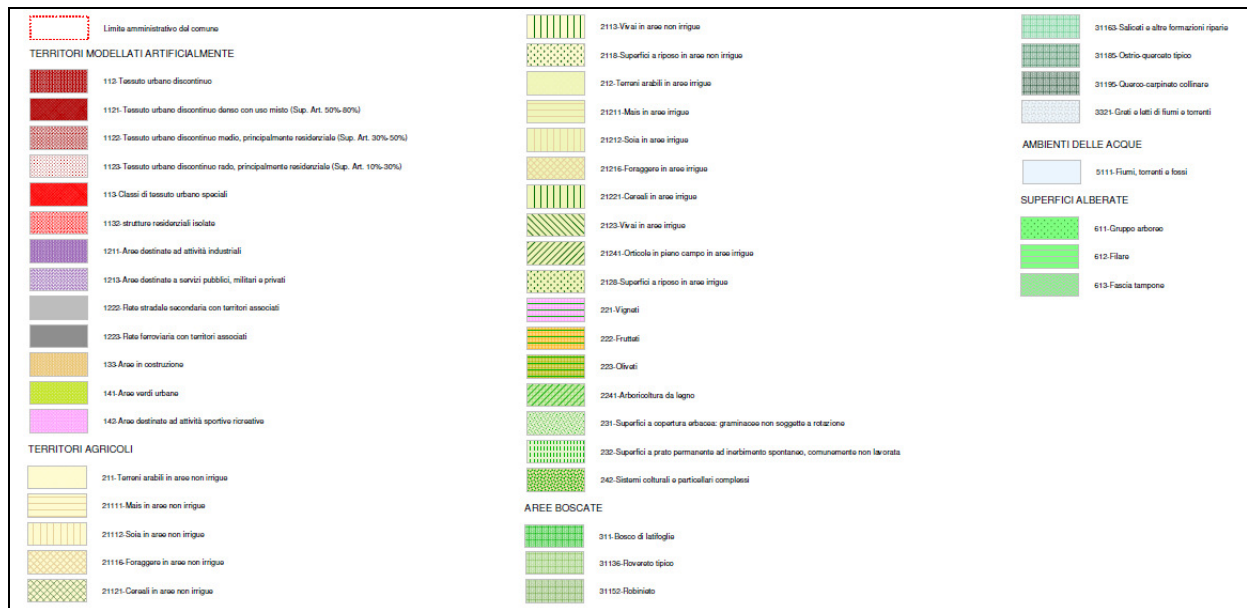 Limite amministrativo del comune
TERRITORI MODELLATI ARTIFICIALMENTE
112-Tessuto urbano discontinuo
1121-Tessuto urbano discontinuo denso con uso misto (Sup. Art. 50%-80%)
1122-Tessuto urbano discontinuo medio, principalmente residenziale (Sup. Art. 30%-50%)
1123-Tessuto urbano discontinuo rado, principalmente residenziale (Sup. Art. 10%-30%)
113-Classi di tessuto urbano speciali
1132-strutture residenziali isolate
1211-Aree destinate ad attività industriali
1213-Aree destinate a servizi pubblici, militari e privati
1222-Rete stradale secondaria con territori associati
1223-Rete ferroviaria con territori associati
133-Aree in costruzione
141-Aree verdi urbane
142-Aree destinate ad attività sportive ricreative
TERRITORI AGRICOLI
211-Terreni arabili in aree non irrigue
21111-Mais in aree non irrigue
21112-Soia in aree non irrigue
21116-Foraggere in aree non irrigue
21121-Cereali in aree non irrigue
2113-Vivai in aree non irrigue
2118-Superfici a riposo in aree non irrigue
212-Terreni arabili in aree irrigue
21211-Mais in aree irrigue
21212-Soia in aree irrigue
21216-Foraggere in aree irrigue
21221-Cereali in aree irrigue
2123-Vivai in aree irrigue
21241-Orticole in pieno campo in aree irrigue
2128-Superfici a riposo in aree irrigue
221-Vigneti
222-Frutteti
223-Oliveti
2241-Arboricoltura da legno
231-Superfici a copertura erbacea: graminacee non soggette a rotazione
232-Superfici a prato permanente ad inerbimento spontaneo, comunemente non lavorata
242-Sistemi colturali e particellari complessi
AREE BOSCATE
311-Bosco di latifoglie
31136-Rovereto tipico
31152-Robinieto
31163-Saliceti e altre formazioni riparie
31185-Ostrio-querceto tipico
31195-Querco-carpineto collinare
3321-Greti e letti di fiumi e torrenti
AMBIENTI DELLE ACQUE
5111-Fiumi, torrenti e fossi
SUPERFICI ALBERATE
611-Gruppo arboreo
612-Filare
613-Fascia tampone